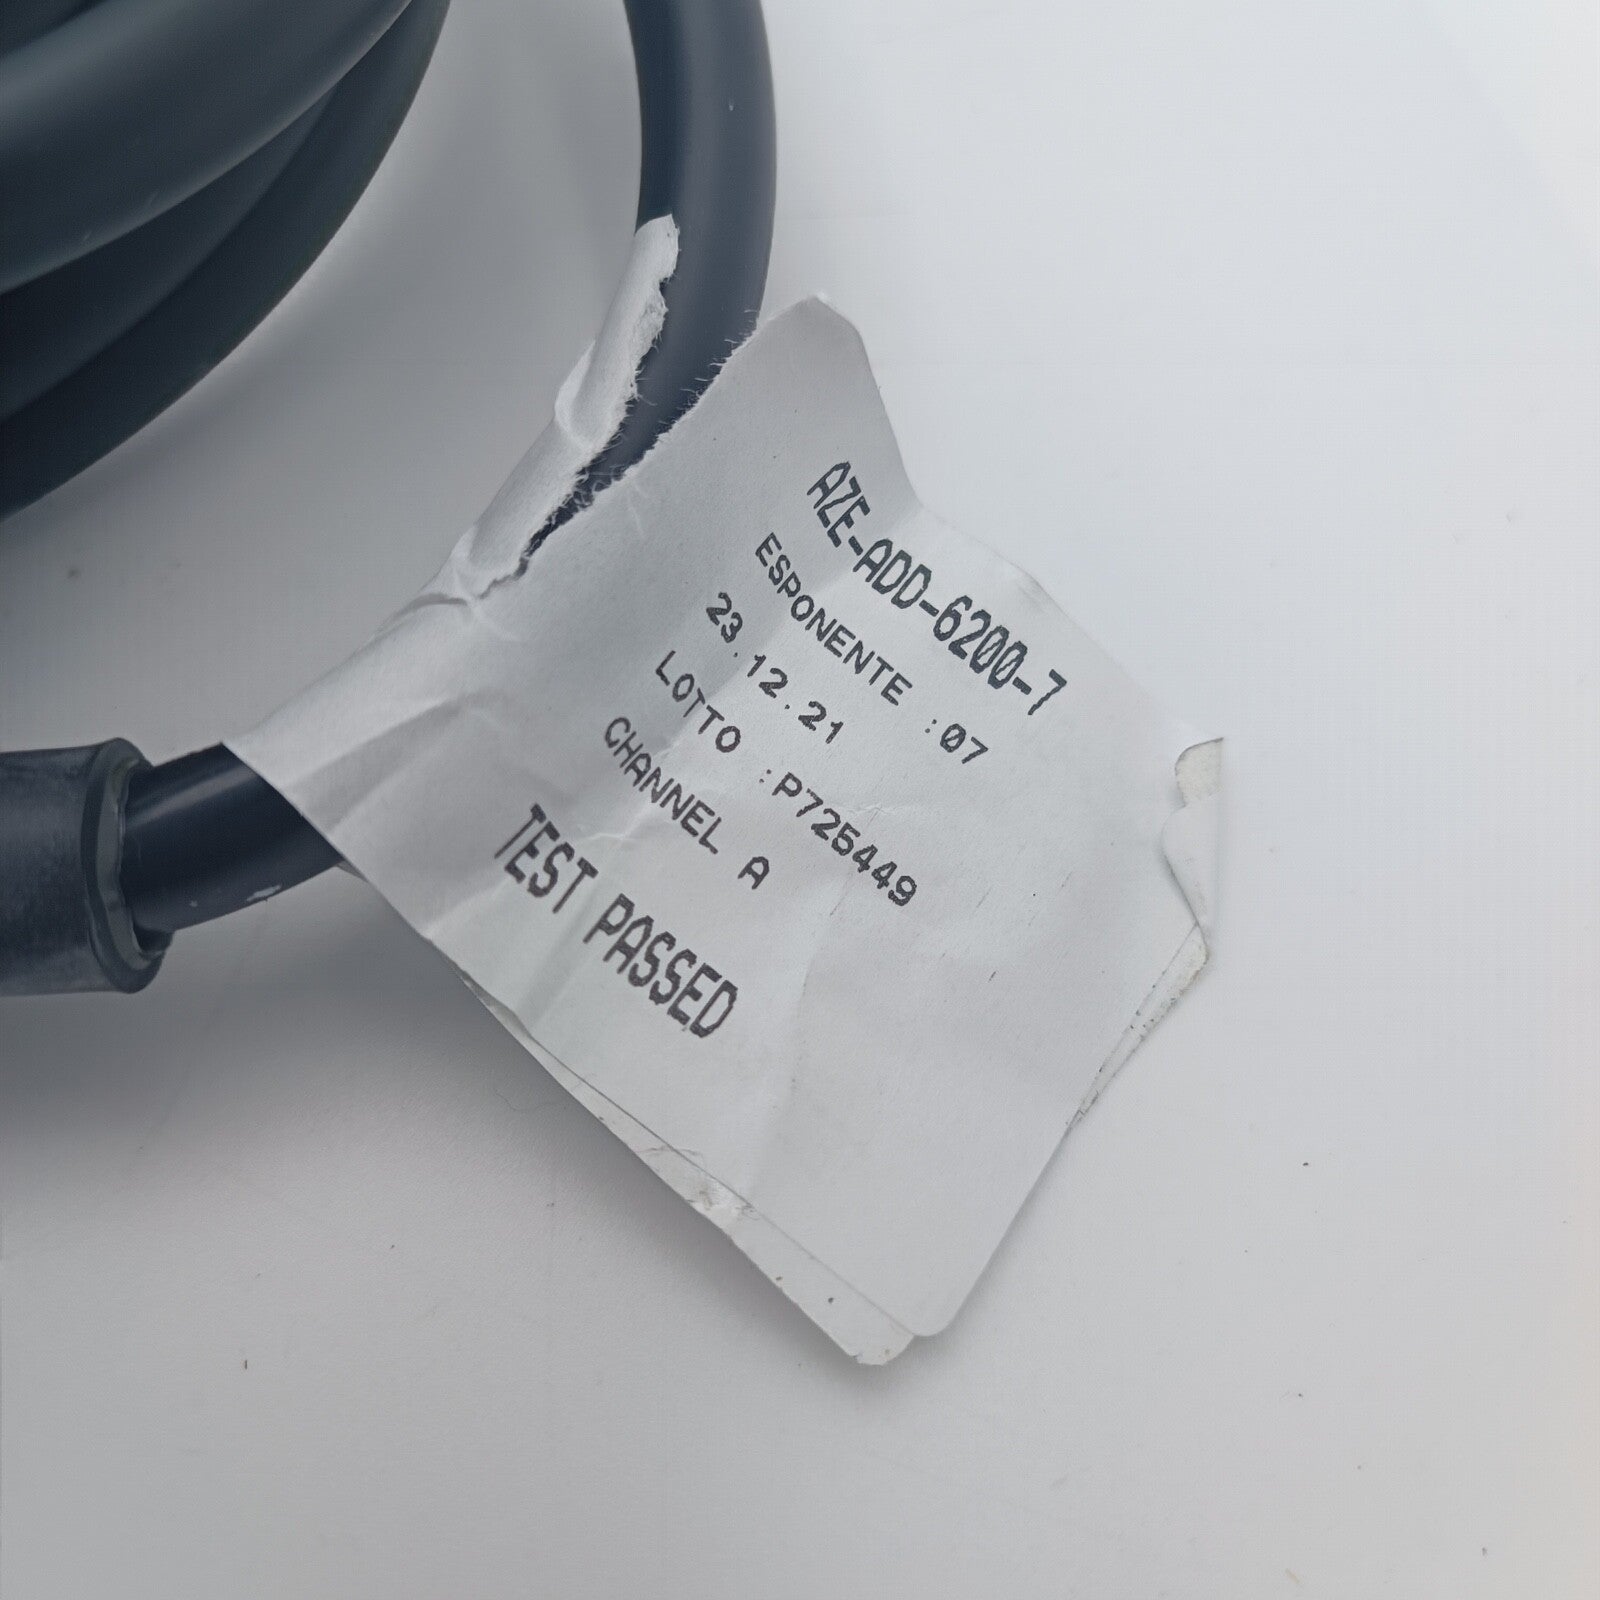 AZE-ADD-6200-7
ESPONENTE :07
23.12.21
LOTTO :P725449
CHANNEL A
TEST PASSED